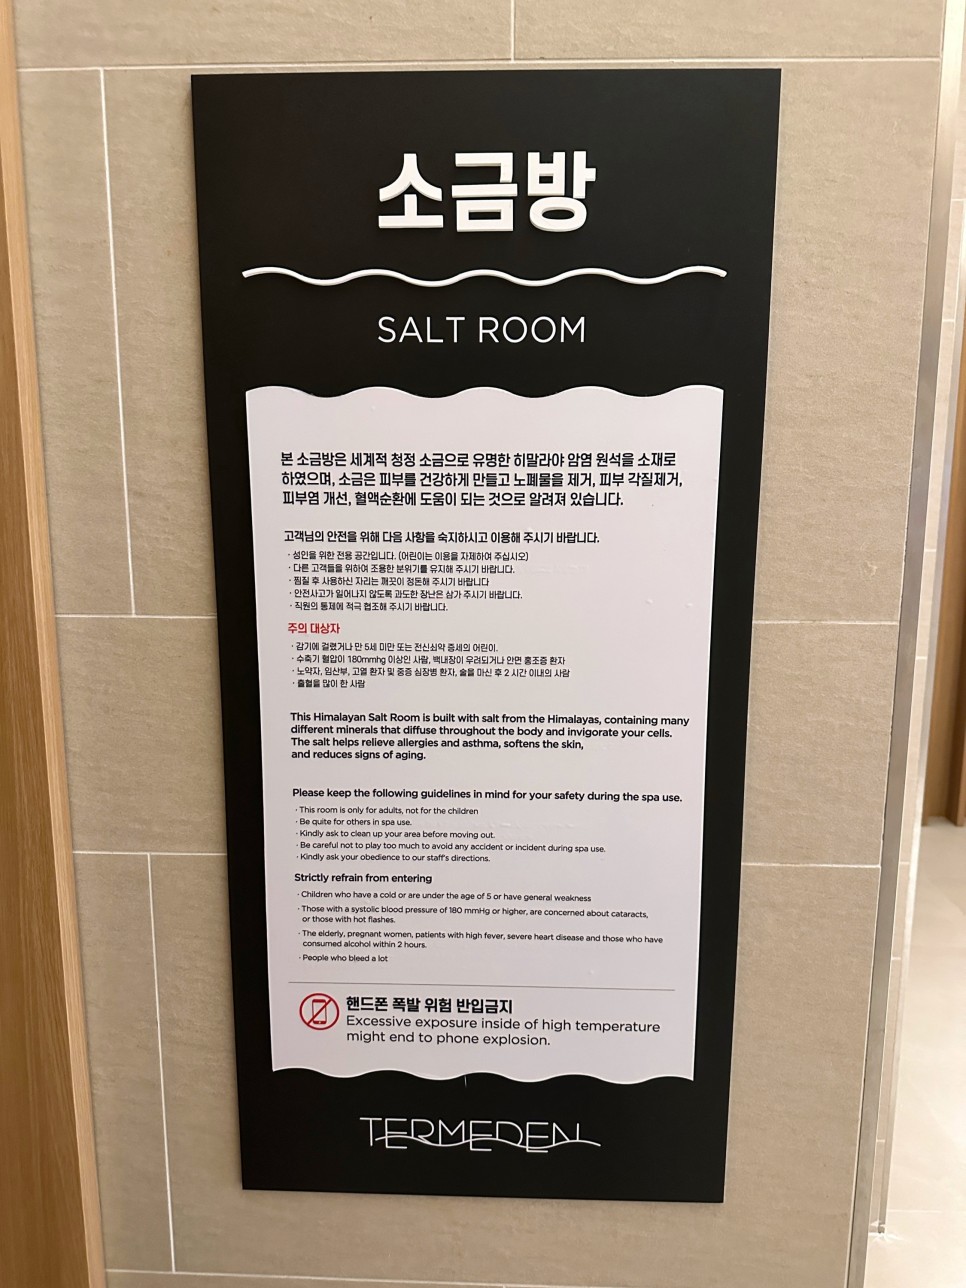 소금방
SALT ROOM
본 소금방은 세계적 청정 소금으로 유명한 히말라야 암염 원석을 소재로
하였으며, 소금은 피부를 건강하게 만들고 노폐물을 제거, 피부 각질제거,
피부염 개선, 혈액순환에 도움이 되는 것으로 알려져 있습니다.
고객님의 안전을 위해 다음 사항을 숙지하시고 이용해 주시기 바랍니다.
· 성인을 위한 전용 공간입니다. (어린이는 이용을 자제하여 주십시오)
· 다른 고객들을 위하여 조용한 분위기를 유지해 주시기 바랍니다.
· 찜질 후 사용하신 자리는 깨끗이 정돈해 주시기 바랍니다
· 안전사고가 일어나지 않도록 과도한 장난은 삼가 주시기 바랍니다.
· 직원의 통제에 적극 협조해 주시기 바랍니다.
주의 대상자
· 감기에 걸렸거나 만 5세 미만 또는 전신쇠약 증세의 어린이.
· 수축기 혈압이 180mmhg 이상인 사람, 백내장이 우려되거나 안면 홍조증 환자
· 노약자, 임산부, 고열 환자 및 중증 심장병 환자, 술을 마신 후 2 시간 이내의 사람
· 출혈을 많이 한 사람
This Himalayan Salt Room is built with salt from the Himalayas, containing many
different minerals that diffuse throughout the body and invigorate your cells.
The salt helps relieve allergies and asthma, softens the skin,
and reduces signs of aging.
Please keep the following guidelines in mind for your safety during the spa use.
· This room is only for adults, not for the children
· Be quite for others in spa use.
· Kindly ask to clean up your area before moving out.
· Be careful not to play too much to avoid any accident or incident during spa use.
· Kindly ask your obedience to our staff's directions.
Strictly refrain from entering
· Children who have a cold or are under the age of 5 or have general weakness
· Those with a systolic blood pressure of 180 mmHg or higher, are concerned about cataracts,
or those with hot flashes.
· The elderly, pregnant women, patients with high fever, severe heart disease and those who have
consumed alcohol within 2 hours.
· People who bleed a lot
핸드폰 폭발 위험 반입금지
Excessive exposure inside of high temperature
might end to phone explosion.
TERMEDEN